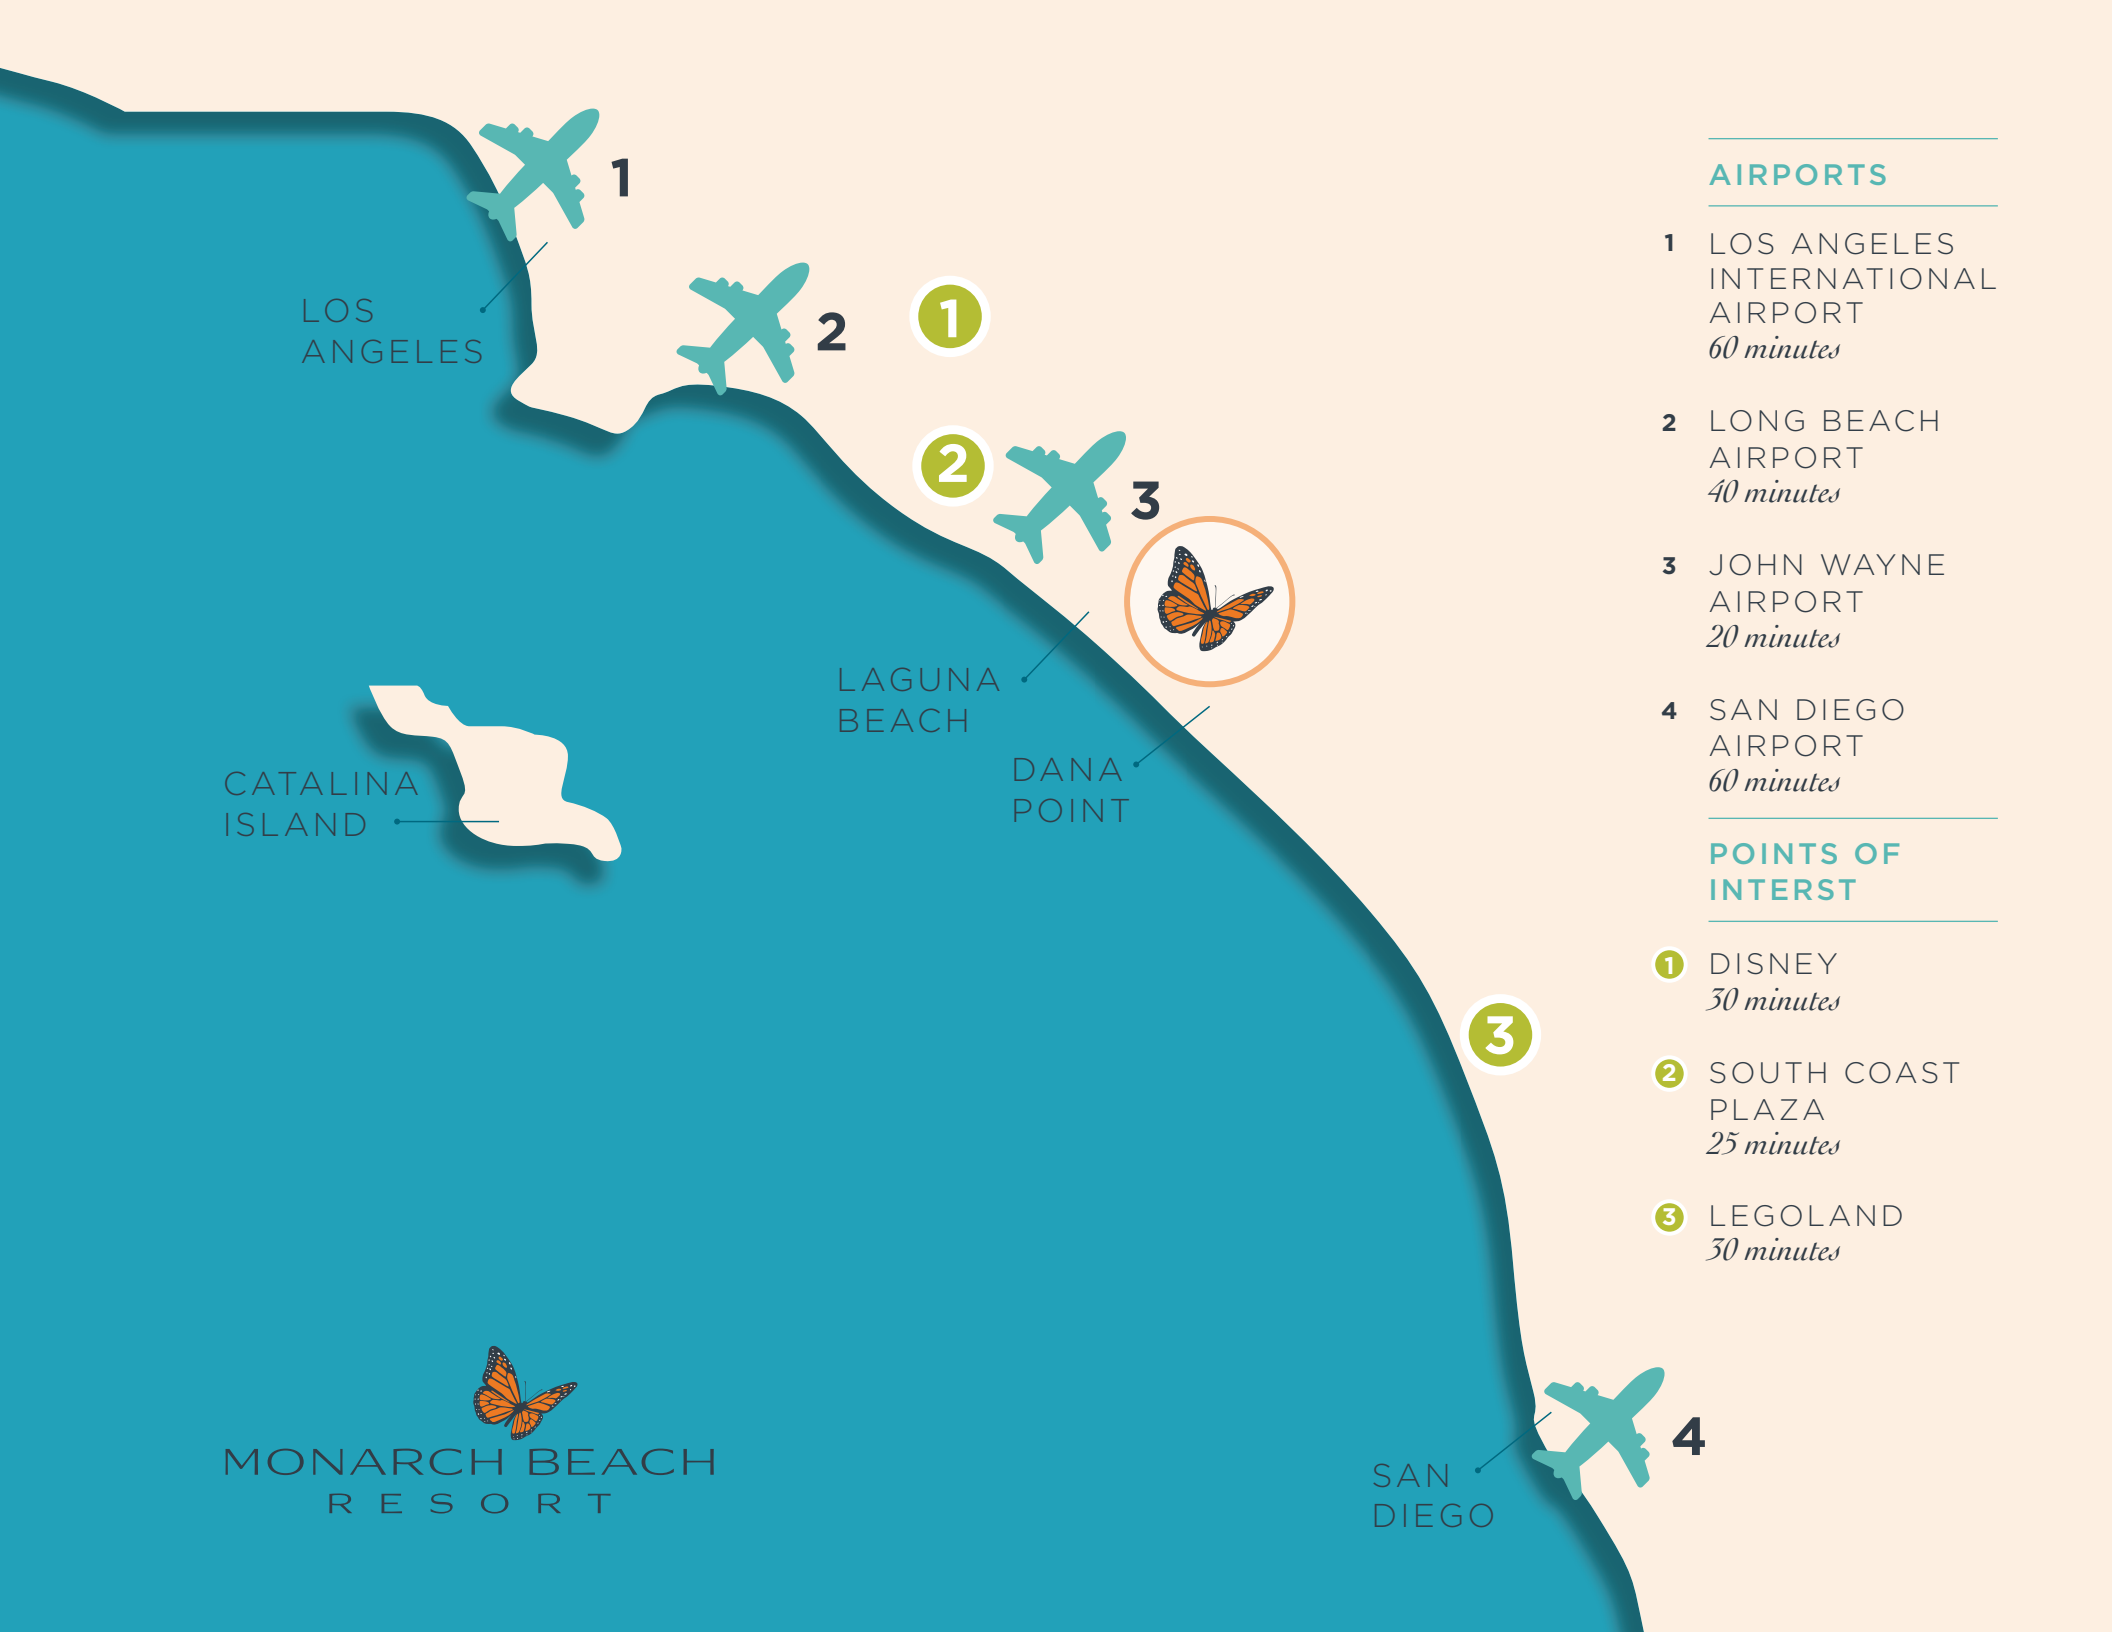 1
LOS
ANGELES
2
1
2
3
LAGUNA
BEACH
DANA
POINT
CATALINA
ISLAND
3
4
SAN
DIEGO
MONARCH BEACH
RESORT
AIRPORTS
1 LOS ANGELES
INTERNATIONAL
AIRPORT
60 minutes
2 LONG BEACH
AIRPORT
40 minutes
3 JOHN WAYNE
AIRPORT
20 minutes
4 SAN DIEGO
AIRPORT
60 minutes
POINTS OF
INTERST
1 DISNEY
30 minutes
2 SOUTH COAST
PLAZA
25 minutes
3 LEGOLAND
30 minutes